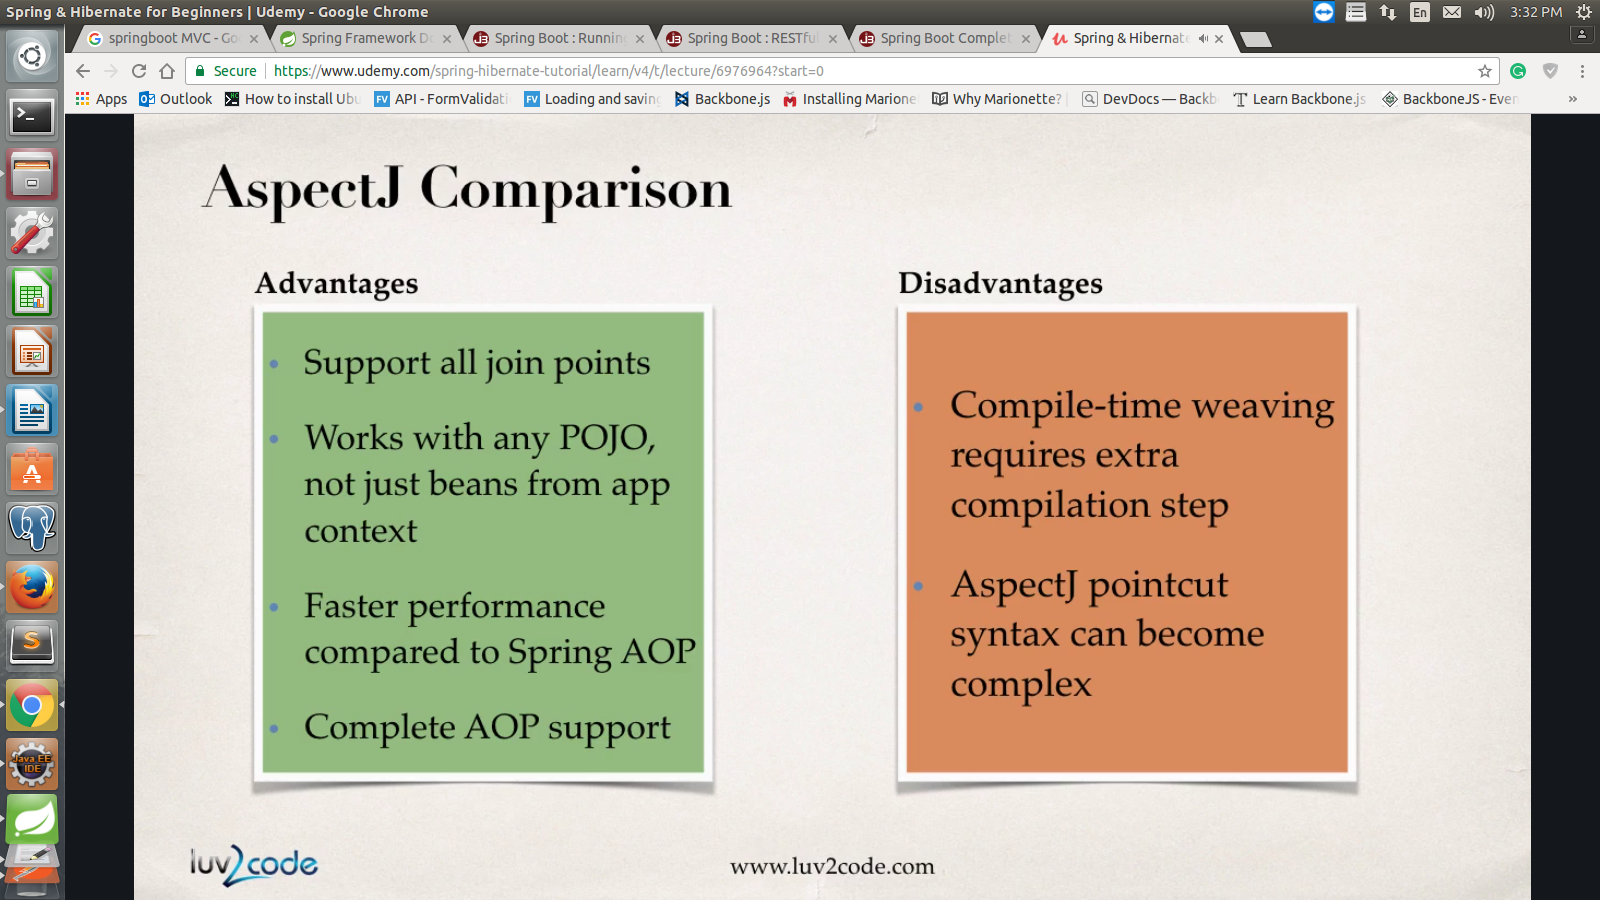 Spring & Hibernate for Beginners | Udemy - Google Chrome
En
3:32 PM
springboot MVC - Go
Spring Framework Do
Spring Boot : Runnin
Spring Boot : RESTfu
Spring Boot Complet
Spring & Hibernate
Secure
https://www.udemy.com/spring-hibernate-tutorial/learn/v4/t/lecture/6976964?start=0
Apps
Outlook
How to install Ubu
API - FormValidati
Loading and saving
Backbone.js
Installing Marione
Why Marionette?
DevDocs — Backb
Learn Backbone.js
BackboneJS - Even
»
AspectJ Comparison
Advantages
• Support all join points
• Works with any POJO,
not just beans from app
context
• Faster performance
compared to Spring AOP
• Complete AOP support
Disadvantages
• Compile-time weaving
requires extra
compilation step
• AspectJ pointcut
syntax can become
complex
luv2code
www.luv2code.com
Java EE
IDE